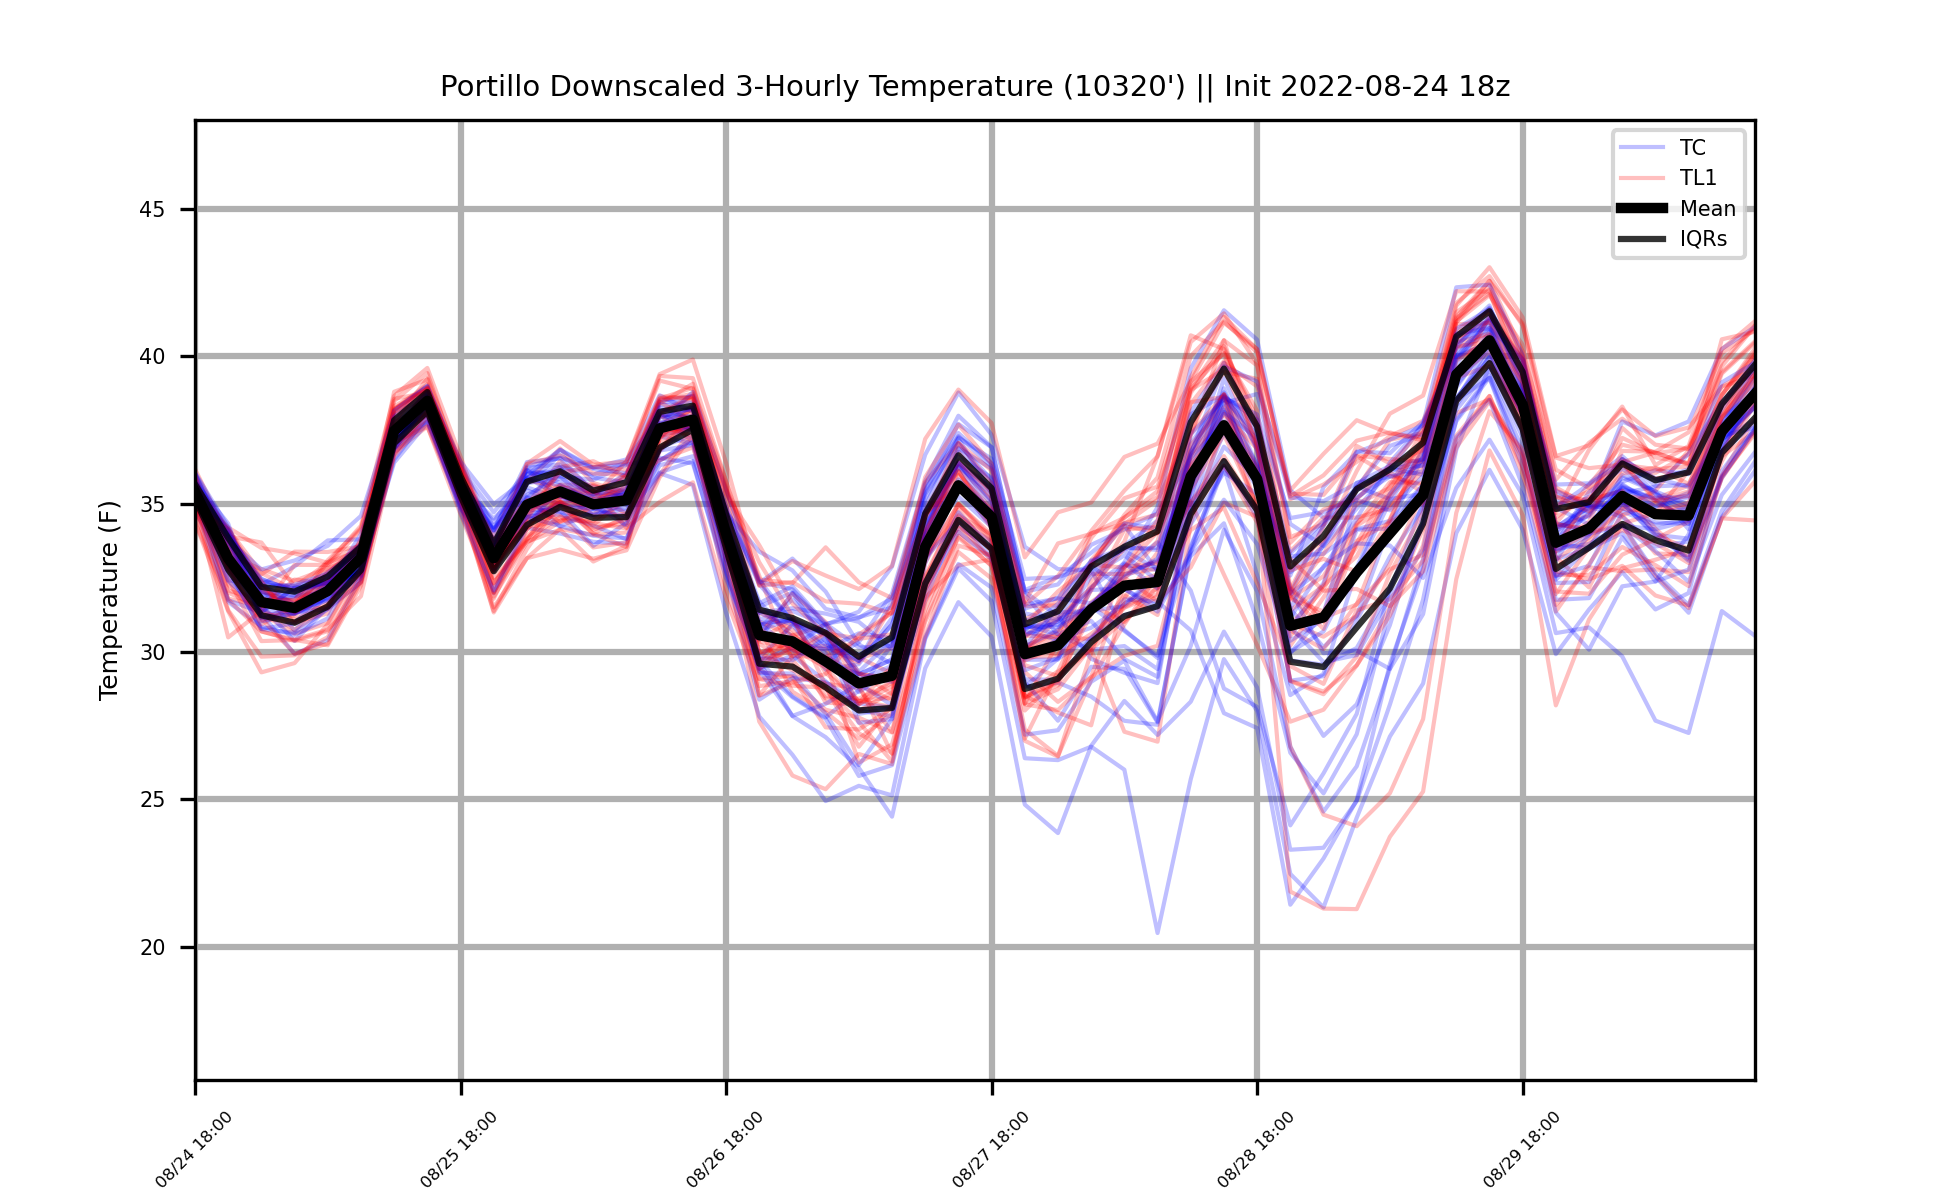 Portillo Downscaled 3-Hourly Temperature (10320') || Init 2022-08-24 18z
TC
TL1
Mean
IQRs
Temperature (F)
45
40
35
30
25
20
08/24 18:00
08/25 18:00
08/26 18:00
08/27 18:00
08/28 18:00
08/29 18:00